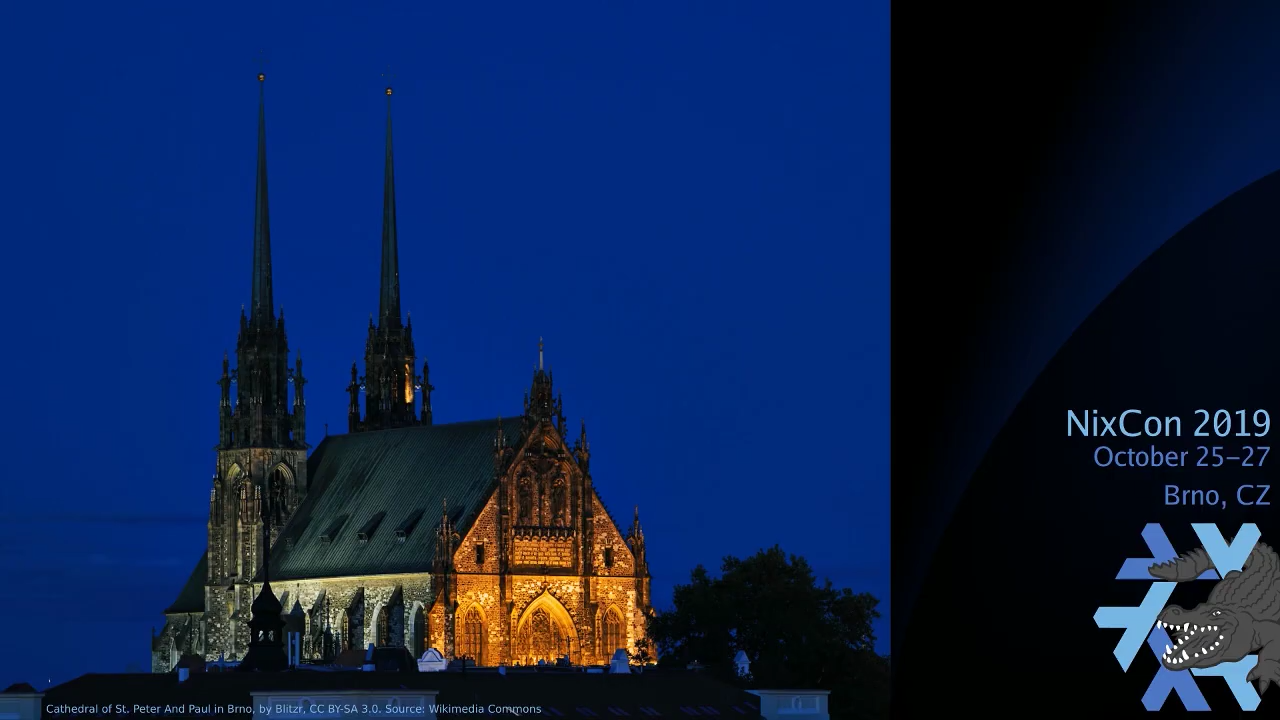 NixCon 2019
October 25–27
Brno, CZ
Cathedral of St. Peter And Paul in Brno, by Blitzr, CC BY-SA 3.0. Source: Wikimedia Commons